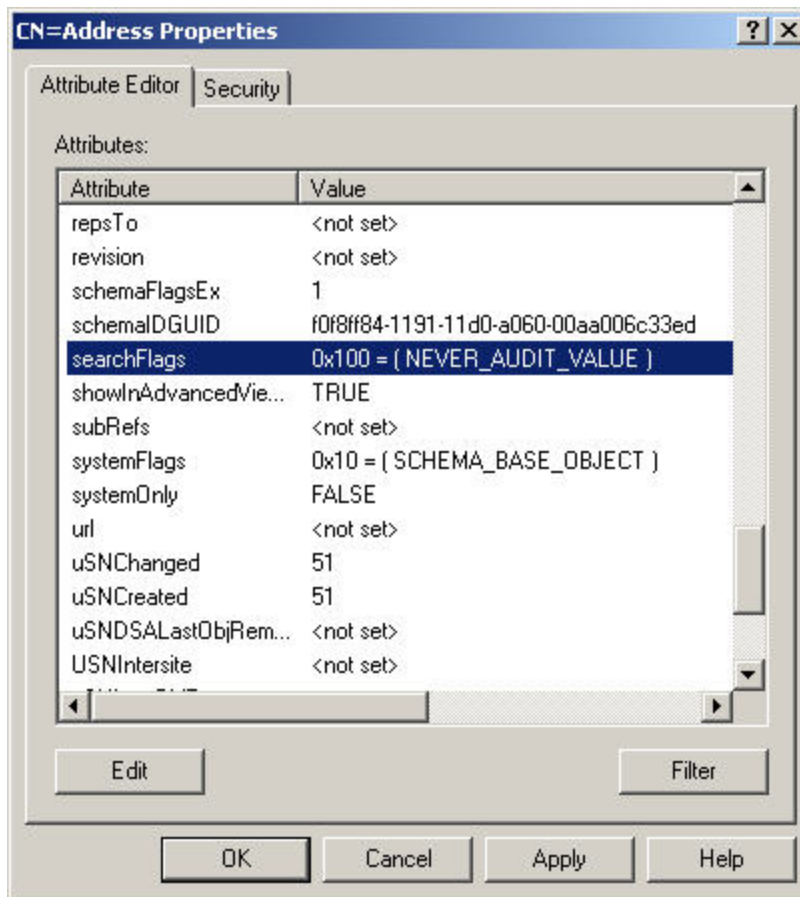 CN=Address Properties
Attribute Editor Security
Attributes:
Attribute Value
repsTo <not set>
revision <not set>
schemaFlagsEx 1
schemaIDGUID f0f8ff84-1191-11d0-a060-00aa006c33ed
searchFlags 0x100 = ( NEVER_AUDIT_VALUE )
showInAdvancedVie... TRUE
subRefs <not set>
systemFlags 0x10 = ( SCHEMA_BASE_OBJECT )
systemOnly FALSE
url <not set>
uSNChanged 51
uSNCreated 51
uSNDSALastObjRem... <not set>
USNIntersite <not set>
Edit Filter
OK Cancel Apply Help